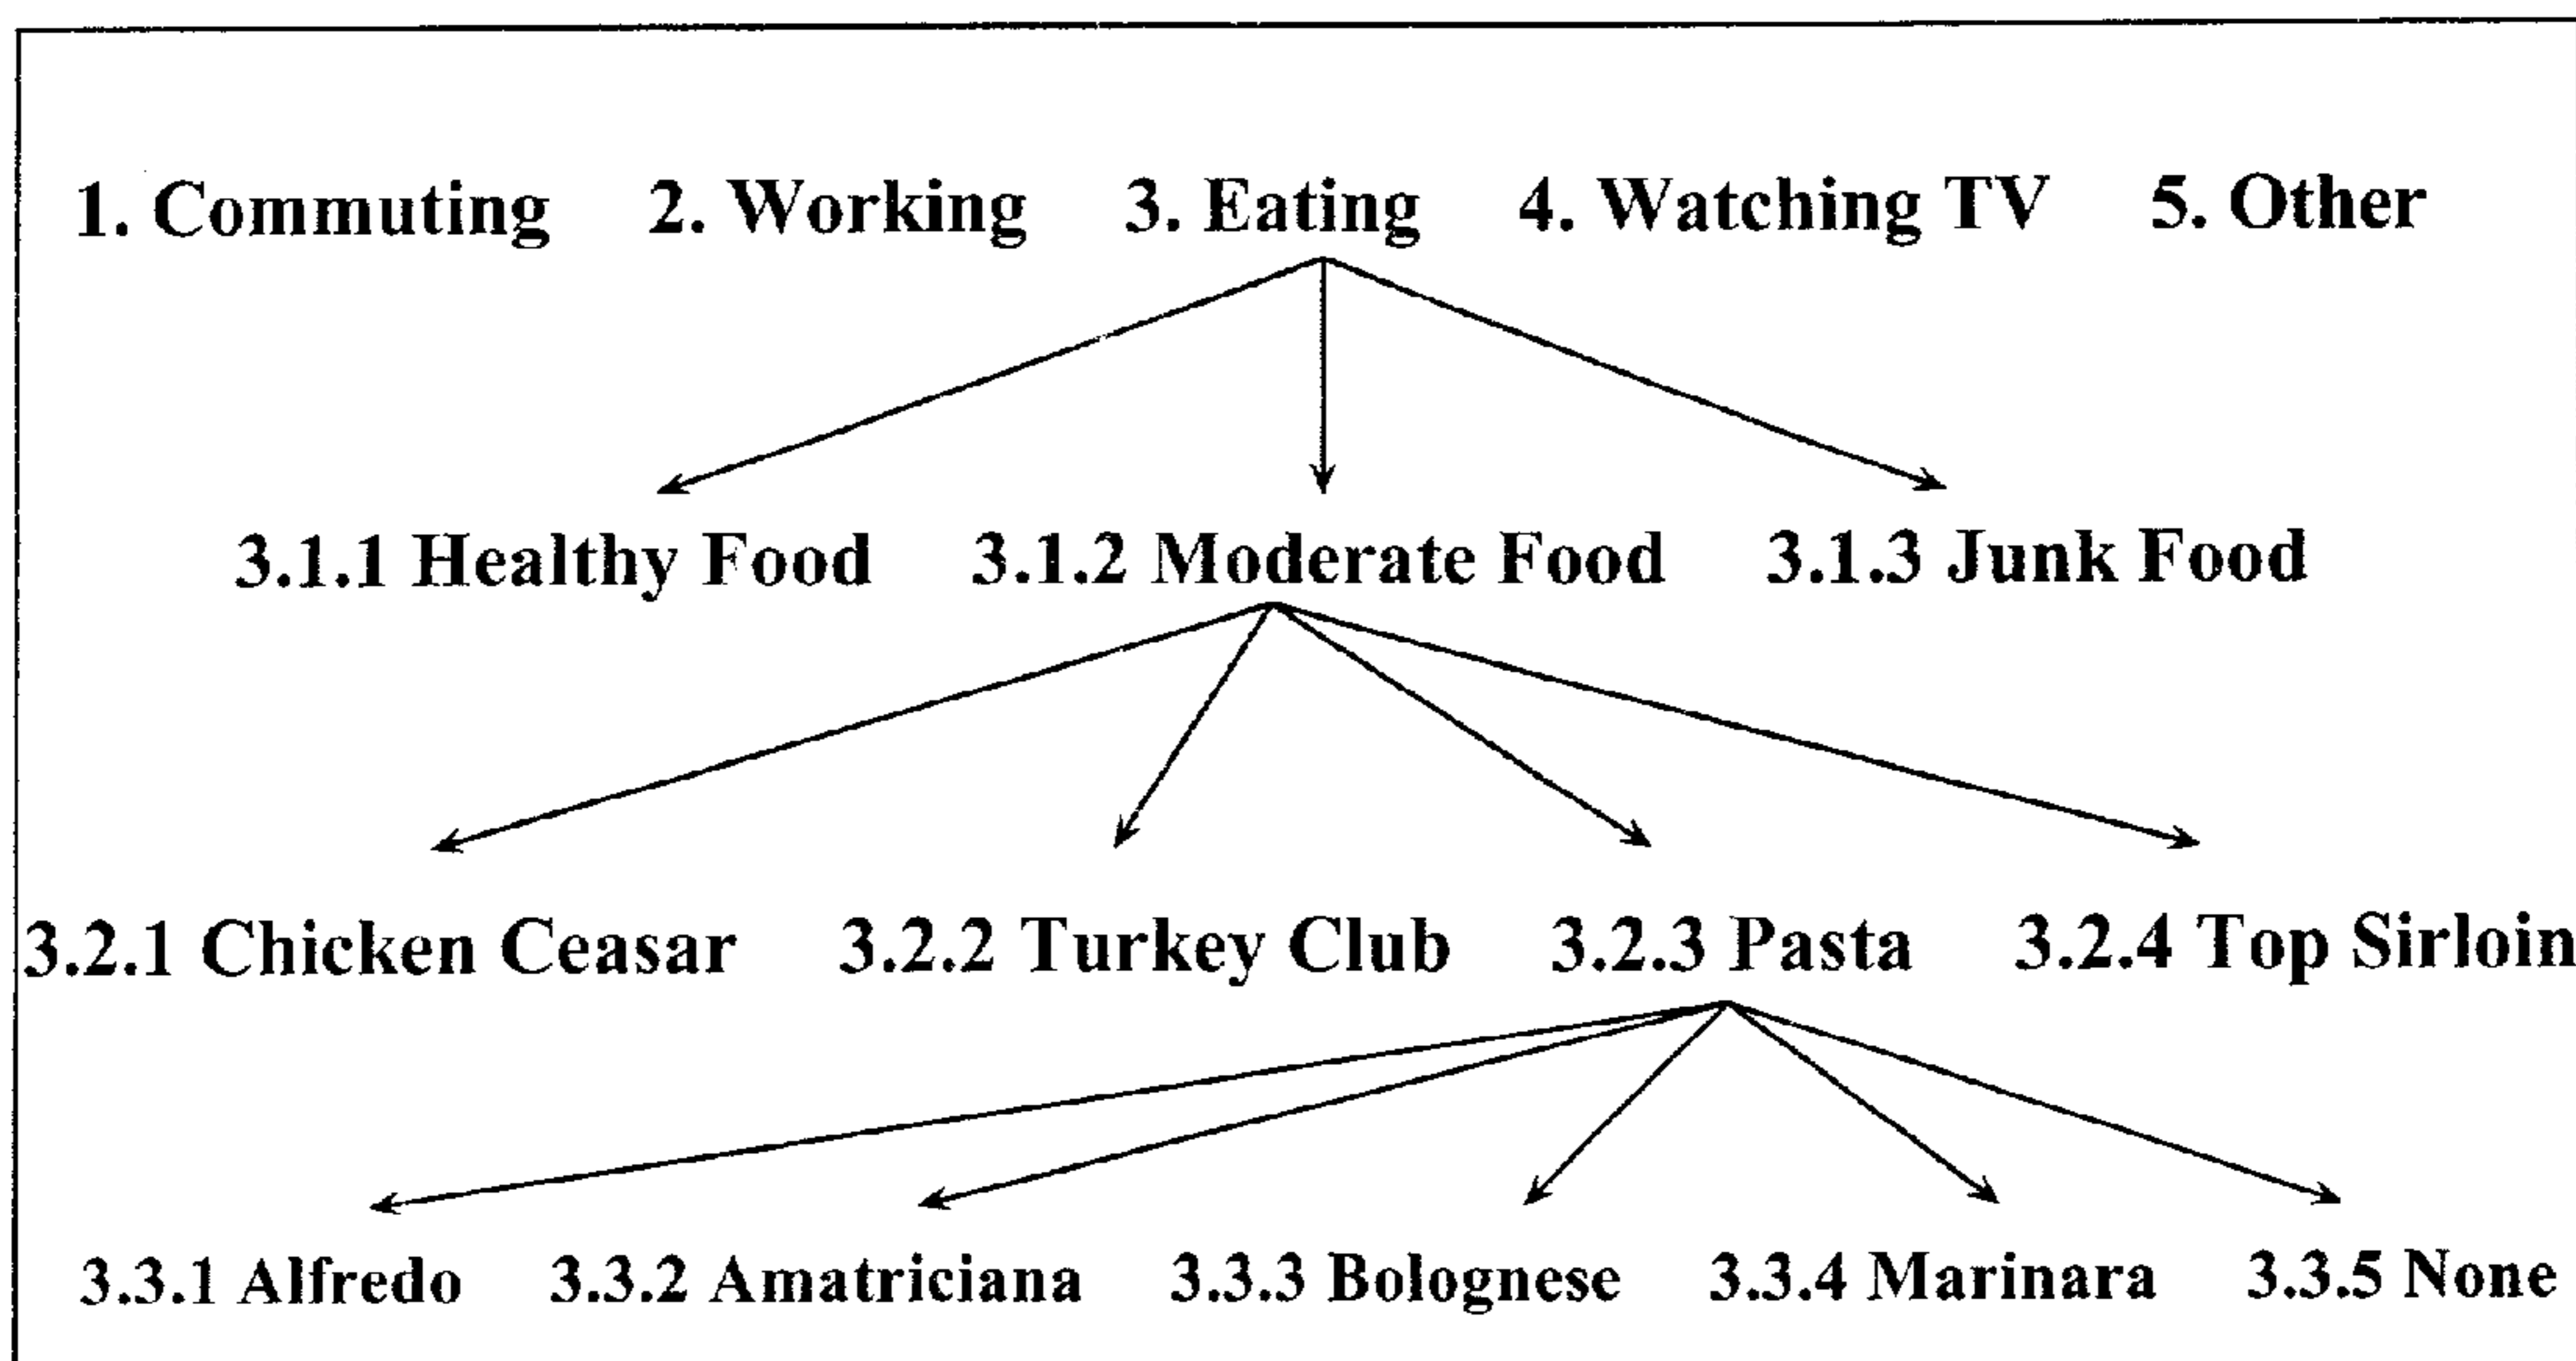 1. Commuting 2. Working 3. Eating 4. Watching TV 5. Other
3.1.1 Healthy Food 3.1.2 Moderate Food 3.1.3 Junk Food
3.2.1 Chicken Ceasar 3.2.2 Turkey Club 3.2.3 Pasta 3.2.4 Top Sirloin
3.3.1 Alfredo 3.3.2 Amatriciana 3.3.3 Bolognese 3.3.4 Marinara 3.3.5 None